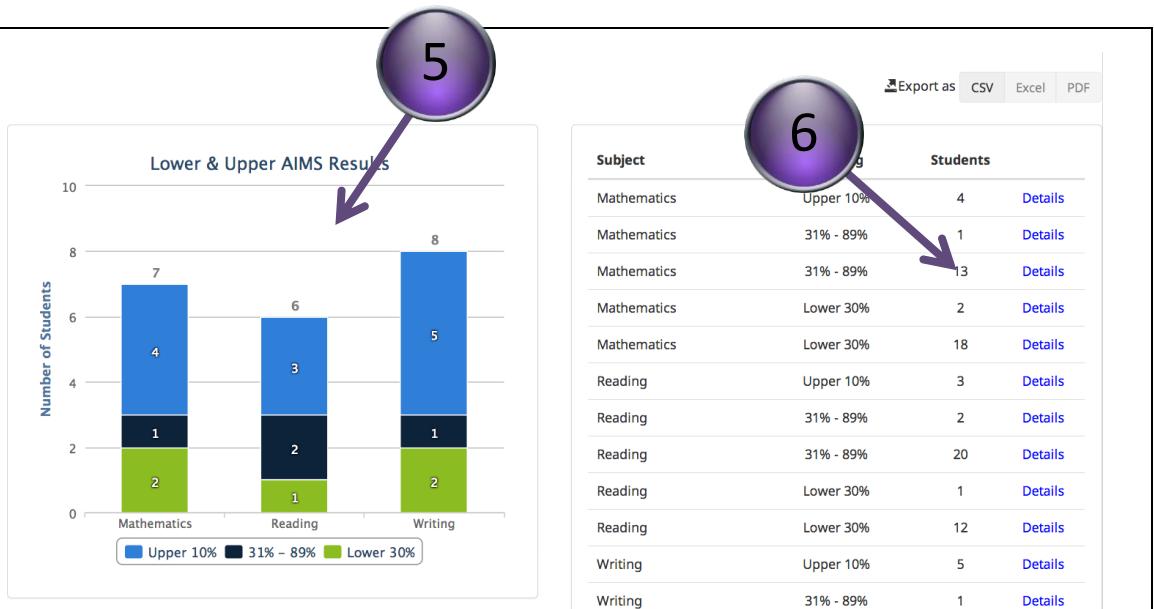 5
6
Export as CSV Excel PDF
Lower & Upper AIMS Results
10
8
6
4
2
0
Number of Students
7
4
1
2
6
3
2
1
8
5
1
2
Mathematics Reading Writing
Upper 10% 31% - 89% Lower 30%
Subject Students
Mathematics Upper 10% 4 Details
Mathematics 31% - 89% 1 Details
Mathematics 31% - 89% 13 Details
Mathematics Lower 30% 2 Details
Mathematics Lower 30% 18 Details
Reading Upper 10% 3 Details
Reading 31% - 89% 2 Details
Reading 31% - 89% 20 Details
Reading Lower 30% 1 Details
Reading Lower 30% 12 Details
Writing Upper 10% 5 Details
Writing 31% - 89% 1 Details